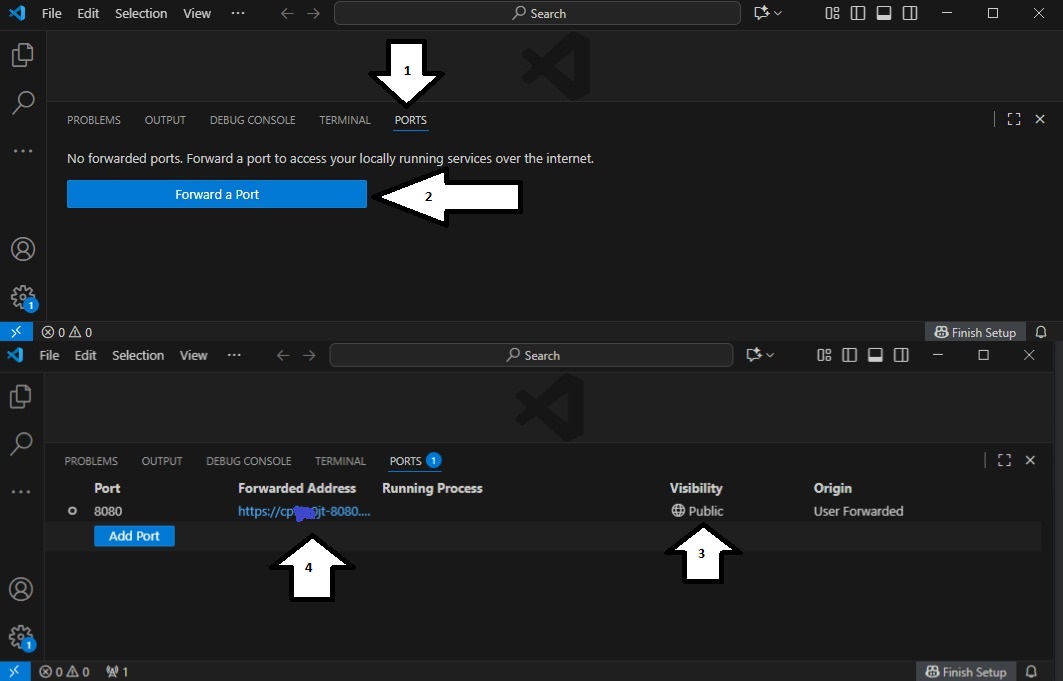 File Edit Selection View ··· Search
1
PROBLEMS OUTPUT DEBUG CONSOLE TERMINAL PORTS
No forwarded ports. Forward a port to access your locally running services over the internet.
Forward a Port
2
1
0 0 Finish Setup
File Edit Selection View ··· Search
PROBLEMS OUTPUT DEBUG CONSOLE TERMINAL PORTS 1
Port Forwarded Address Running Process Visibility Origin
8080 https://cp 0jt-8080.... Public User Forwarded
Add Port
4
3
1
0 0 1 Finish Setup